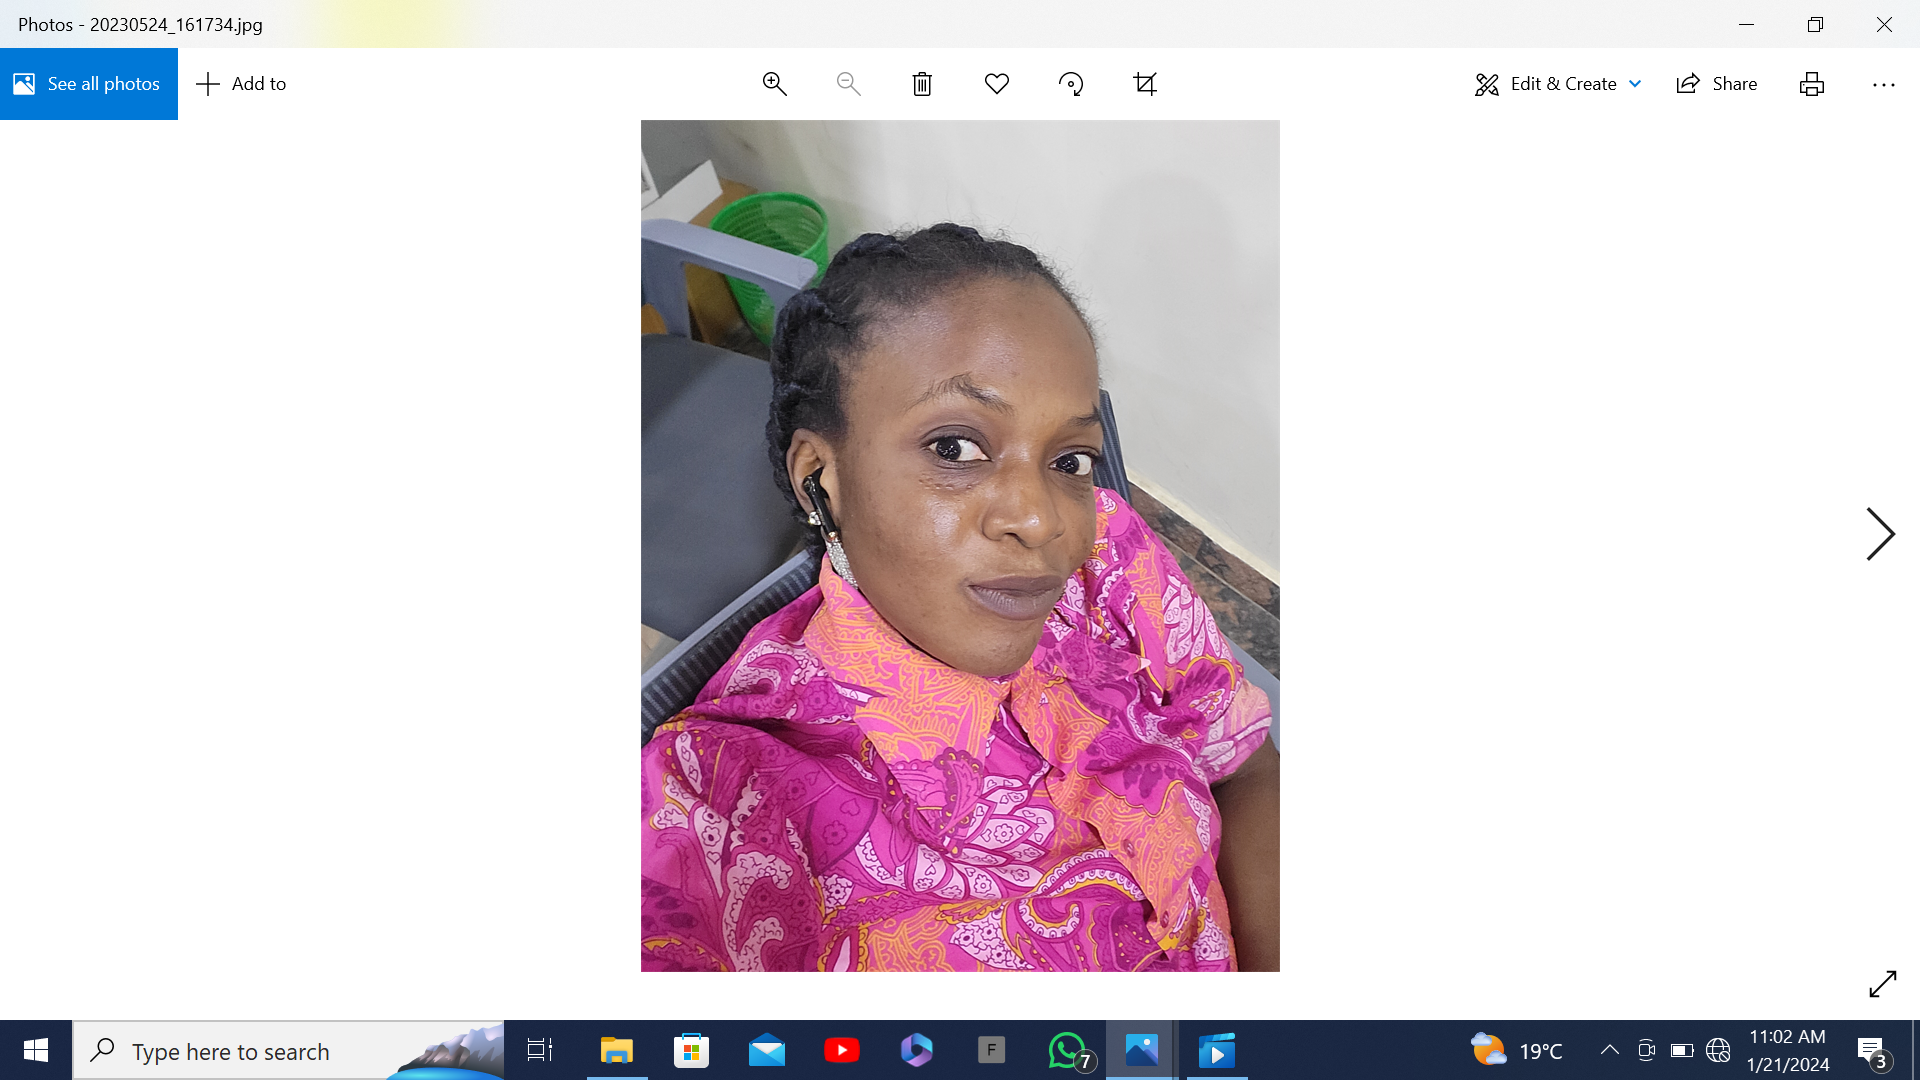 Photos - 20230524_161734.jpg
See all photos
Add to
Edit & Create
Share
Type here to search
F
7
19°C
11:02 AM
1/21/2024
3